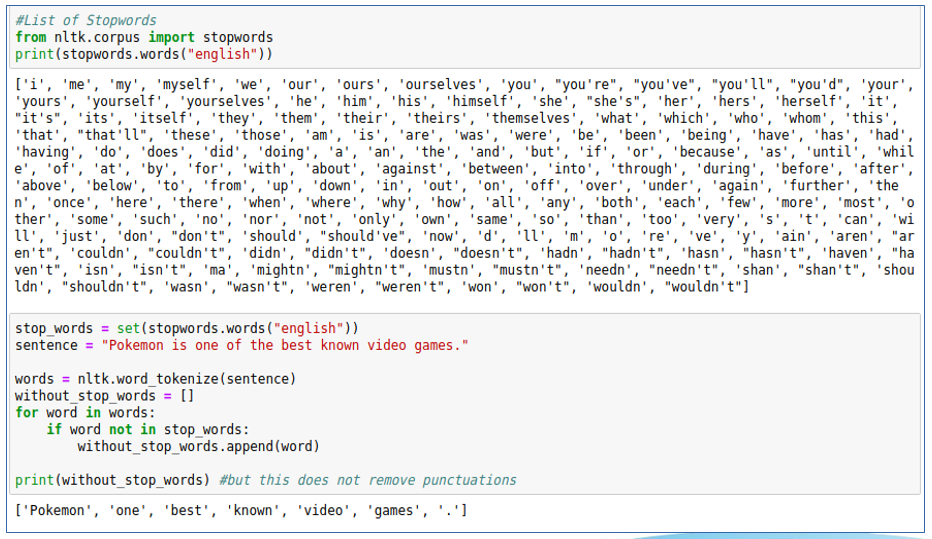 #List of Stopwords
from nltk.corpus import stopwords
print(stopwords.words("english"))
['i', 'me', 'my', 'myself', 'we', 'our', 'ours', 'ourselves', 'you', "you're", "you've", "you'll", "you'd", 'your',
'yours', 'yourself', 'yourselves', 'he', 'him', 'his', 'himself', 'she', "she's", 'her', 'hers', 'herself', 'it',
"it's", 'its', 'itself', 'they', 'them', 'their', 'theirs', 'themselves', 'what', 'which', 'who', 'whom', 'this',
'that', "that'll", 'these', 'those', 'am', 'is', 'are', 'was', 'were', 'be', 'been', 'being', 'have', 'has', 'had',
'having', 'do', 'does', 'did', 'doing', 'a', 'an', 'the', 'and', 'but', 'if', 'or', 'because', 'as', 'until', 'whil
e', 'of', 'at', 'by', 'for', 'with', 'about', 'against', 'between', 'into', 'through', 'during', 'before', 'after',
'above', 'below', 'to', 'from', 'up', 'down', 'in', 'out', 'on', 'off', 'over', 'under', 'again', 'further', 'the
n', 'once', 'here', 'there', 'when', 'where', 'why', 'how', 'all', 'any', 'both', 'each', 'few', 'more', 'most', 'o
ther', 'some', 'such', 'no', 'nor', 'not', 'only', 'own', 'same', 'so', 'than', 'too', 'very', 's', 't', 'can', 'wi
ll', 'just', 'don', "don't", 'should', "should've", 'now', 'd', 'll', 'm', 'o', 're', 've', 'y', 'ain', 'aren', "ar
en't", 'couldn', "couldn't", 'didn', "didn't", 'doesn', "doesn't", 'hadn', "hadn't", 'hasn', "hasn't", 'haven', "ha
ven't", 'isn', "isn't", 'ma', 'mightn', "mightn't", 'mustn', "mustn't", 'needn', "needn't", 'shan', "shan't", 'shou
ldn', "shouldn't", 'wasn', "wasn't", 'weren', "weren't", 'won', "won't", 'wouldn', "wouldn't"]
stop_words = set(stopwords.words("english"))
sentence = "Pokemon is one of the best known video games."
words = nltk.word_tokenize(sentence)
without_stop_words = []
for word in words:
    if word not in stop_words:
        without_stop_words.append(word)
print(without_stop_words) #but this does not remove punctuations
['Pokemon', 'one', 'best', 'known', 'video', 'games', '.']